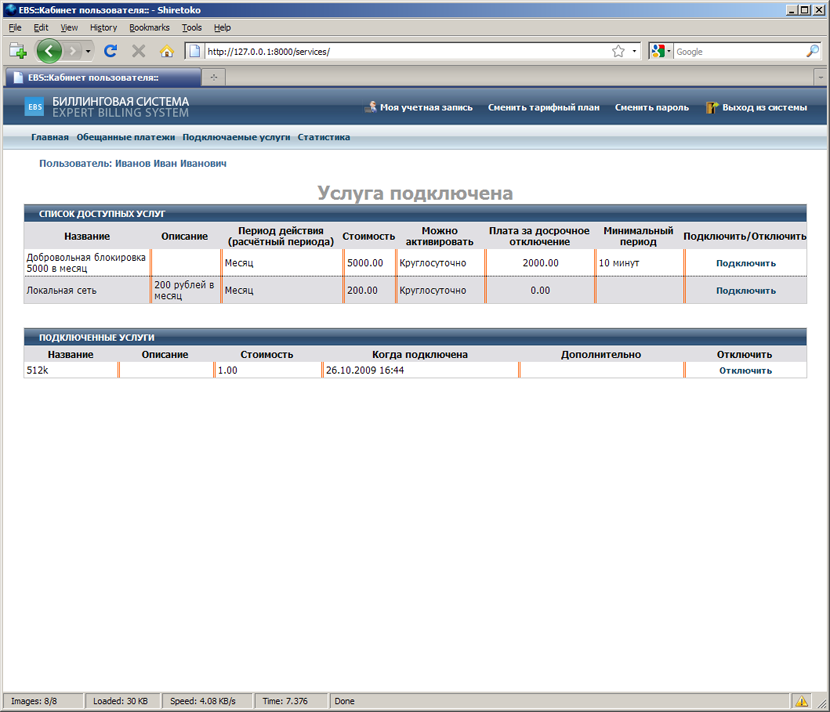 EBS::Кабинет пользователя:: - Shiretoko
File Edit View History Bookmarks Tools Help
http://127.0.0.1:8000/services/
Google
EBS::Кабинет пользователя::
EBS
БИЛЛИНГОВАЯ СИСТЕМА
EXPERT BILLING SYSTEM
Моя учетная запись Сменить тарифный план Сменить пароль Выход из системы
Главная Обещанные платежи Подключаемые услуги Статистика
Пользователь: Иванов Иван Иванович
Услуга подключена
СПИСОК ДОСТУПНЫХ УСЛУГ
Название Описание Период действия (расчётный периода) Стоимость Можно активировать Плата за досрочное отключение Минимальный период Подключить/Отключить
Добровольная блокировка 5000 в месяц Месяц 5000.00 Круглосуточно 2000.00 10 минут Подключить
Локальная сеть 200 рублей в месяц Месяц 200.00 Круглосуточно 0.00 Подключить
ПОДКЛЮЧЕННЫЕ УСЛУГИ
Название Описание Стоимость Когда подключена Дополнительно Отключить
512k 1.00 26.10.2009 16:44 Отключить
Images: 8/8 Loaded: 30 KB Speed: 4.08 KB/s Time: 7.376 Done